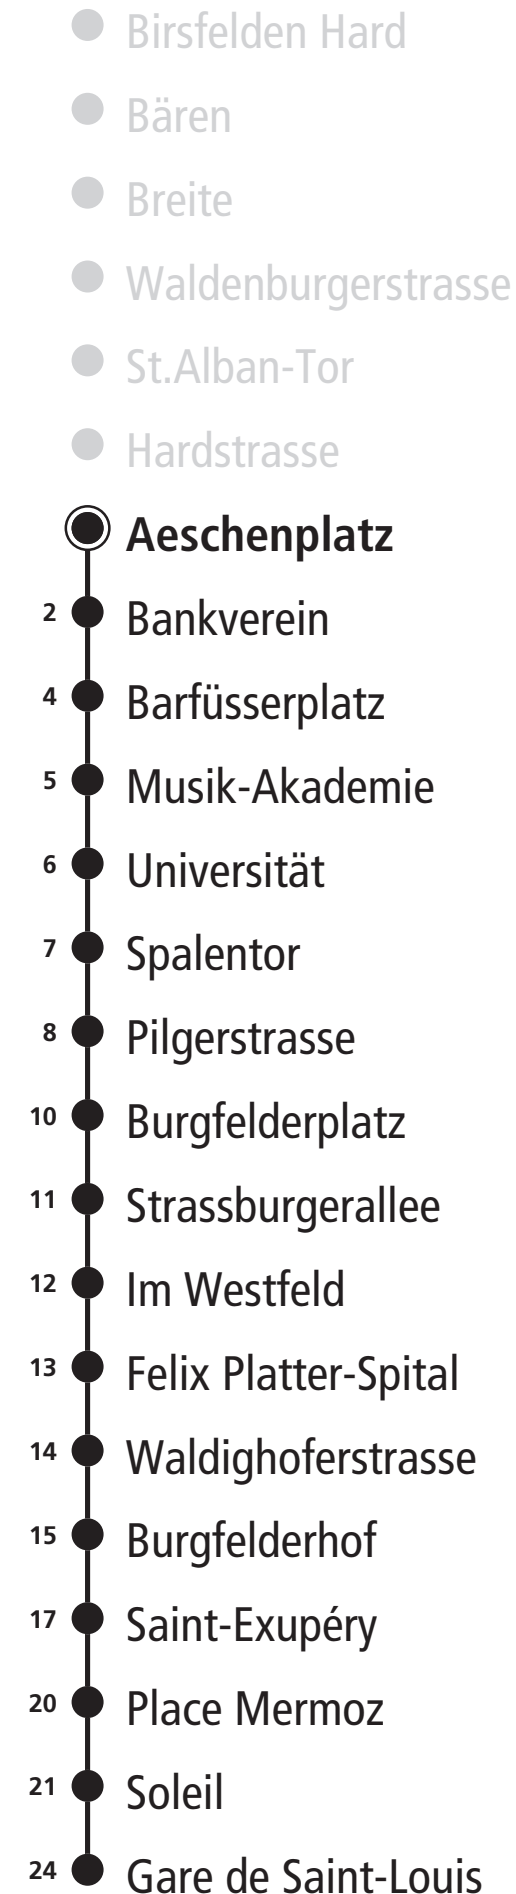 Birsfelden Hard
Bären
Breite
Waldenburgerstrasse
St.Alban-Tor
Hardstrasse
Aeschenplatz
2 Bankverein
4 Barfüsserplatz
5 Musik-Akademie
6 Universität
7 Spalentor
8 Pilgerstrasse
10 Burgfelderplatz
11 Strassburgerallee
12 Im Westfeld
13 Felix Platter-Spital
14 Waldighoferstrasse
15 Burgfelderhof
17 Saint-Exupéry
20 Place Mermoz
21 Soleil
24 Gare de Saint-Louis